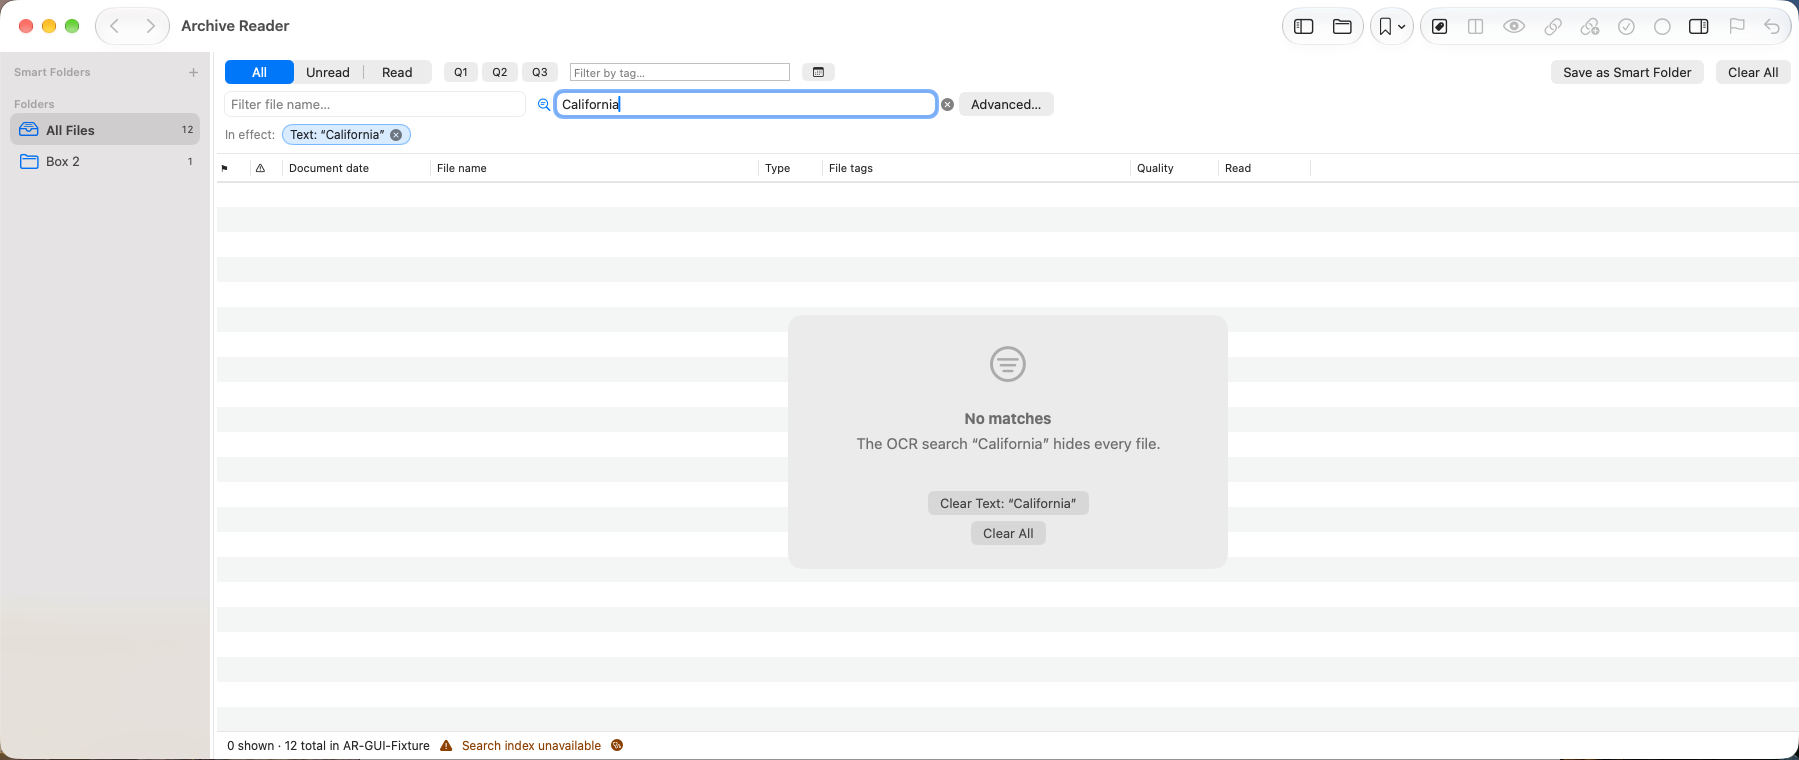 Archive Reader
Smart Folders
Folders
All Files 12
Box 2 1
All Unread Read Q1 Q2 Q3 Filter by tag... Save as Smart Folder Clear All
Filter file name... California Advanced...
In effect: Text: “California”
Document date File name Type File tags Quality Read
No matches
The OCR search “California” hides every file.
Clear Text: “California”
Clear All
0 shown · 12 total in AR-GUI-Fixture Search index unavailable